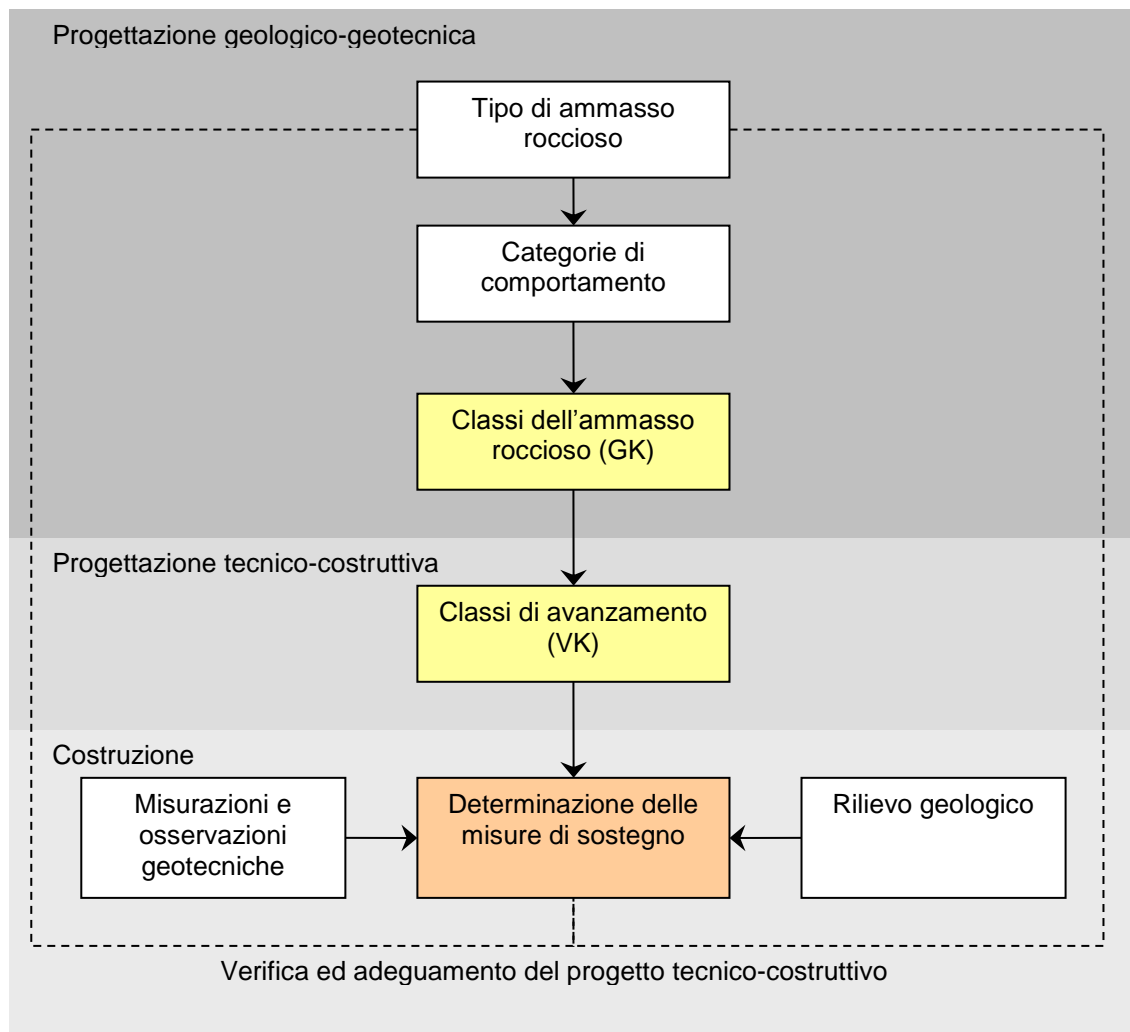 Progettazione geologico-geotecnica
Tipo di ammasso
roccioso
Categorie di
comportamento
Classi dell'ammasso
roccioso (GK)
Progettazione tecnico-costruttiva
Classi di avanzamento
(VK)
Costruzione
Misurazioni e
osservazioni
geotecniche
Determinazione delle
misure di sostegno
Rilievo geologico
Verifica ed adeguamento del progetto tecnico-costruttivo